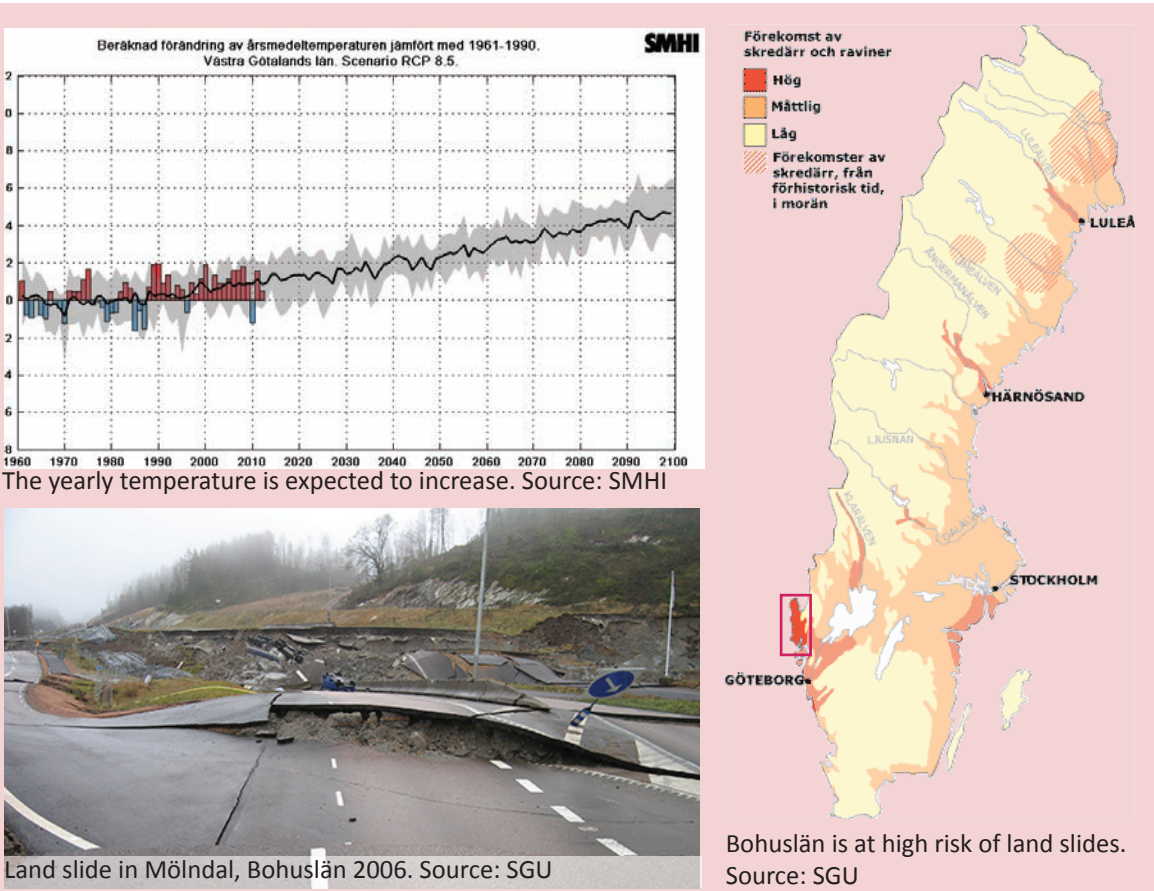 Beräknad förändring av årsmedeltemperaturen jämfört med 1961-1990.
Västra Götalands län. Scenario RCP 8.5.
SMHI
2
0
8
6
4
2
0
2
4
6
8
1960 1970 1980 1990 2000 2010 2020 2030 2040 2050 2060 2070 2080 2090 2100
The yearly temperature is expected to increase. Source: SMHI
Land slide in Mölndal, Bohuslän 2006. Source: SGU
Förekomst av
skredärr och raviner
Hög
Måttlig
Låg
Förekomster av
skredärr, från
förhistorisk tid,
i morän
LULEÄLVEN
LULEÅ
UMEÄLVEN
ÅNGERMANÄLVEN
HÄRNÖSAND
LJUSNAN
KLARÄLVEN
DALÄLVEN
STOCKHOLM
GÖTEBORG
Bohuslän is at high risk of land slides.
Source: SGU